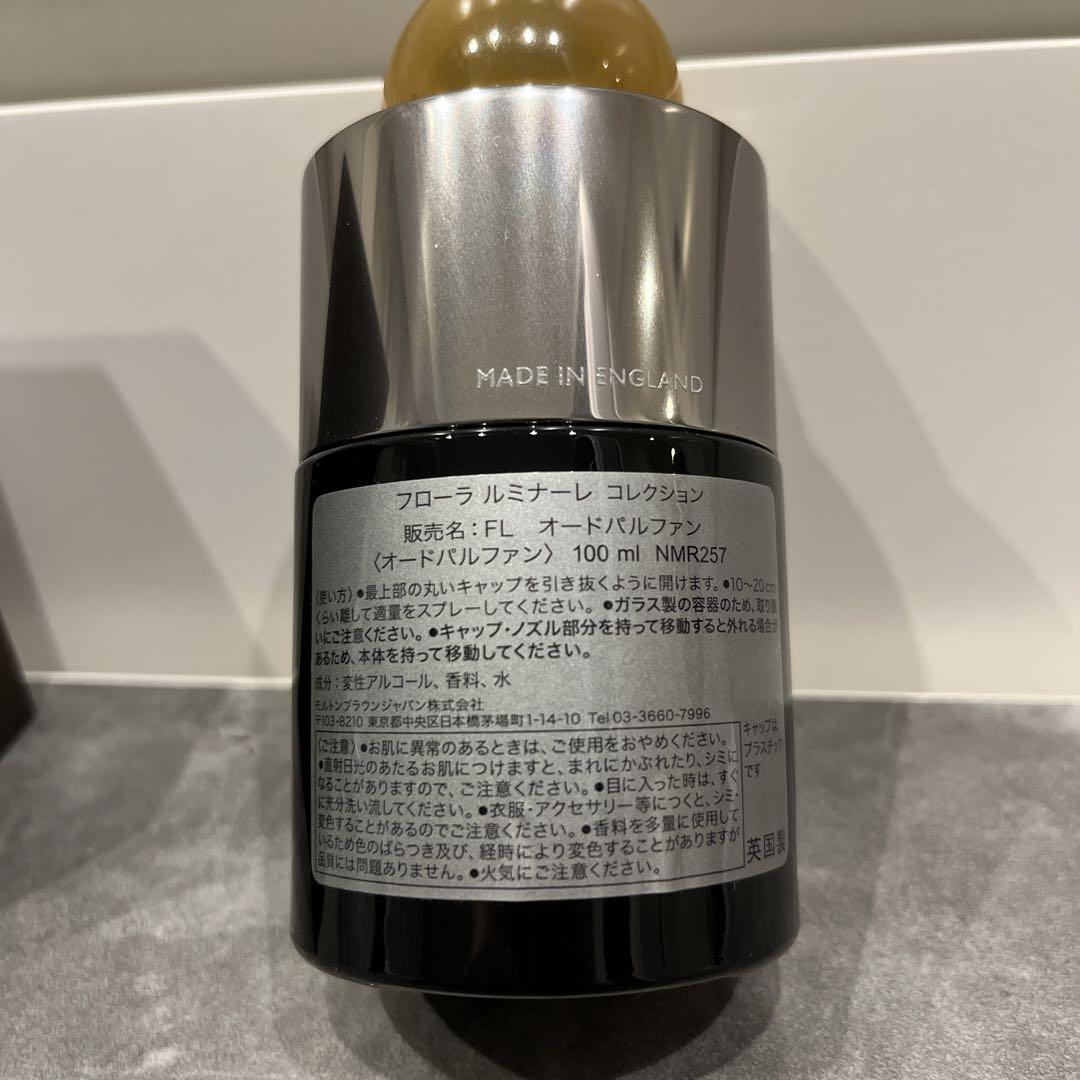 MADE IN ENGLAND
フローラ ルミナーレ コレクション
販売名：FL オードパルファン
〈オードパルファン〉 100 ml NMR257
〈使い方〉●最上部の丸いキャップを引き抜くように開けます。●10〜20cm
くらい離して適量をスプレーしてください。●ガラス製の容器のため、取り扱
いにご注意ください。●キャップ・ノズル部分を持って移動すると外れる場合が
あるため、本体を持って移動してください。
成分：変性アルコール、香料、水
モルトンブラウンジャパン株式会社
〒103-8210 東京都中央区日本橋茅場町1-14-10 Tel 03-3660-7996
〈ご注意〉●お肌に異常のあるときは、ご使用をおやめください。
●直射日光のあたるお肌につけますと、まれにかぶれたり、シミに
なることがありますので、ご注意ください。●目に入った時は、すぐ
に充分洗い流してください。●衣服・アクセサリー等につくと、シミ・
変色することがあるのでご注意ください。●香料を多量に使用して
いるため色のばらつき及び、経時により変色することがありますが
品質には問題ありません。●火気にご注意ください。
キャップは
プラスチック
です
英国製